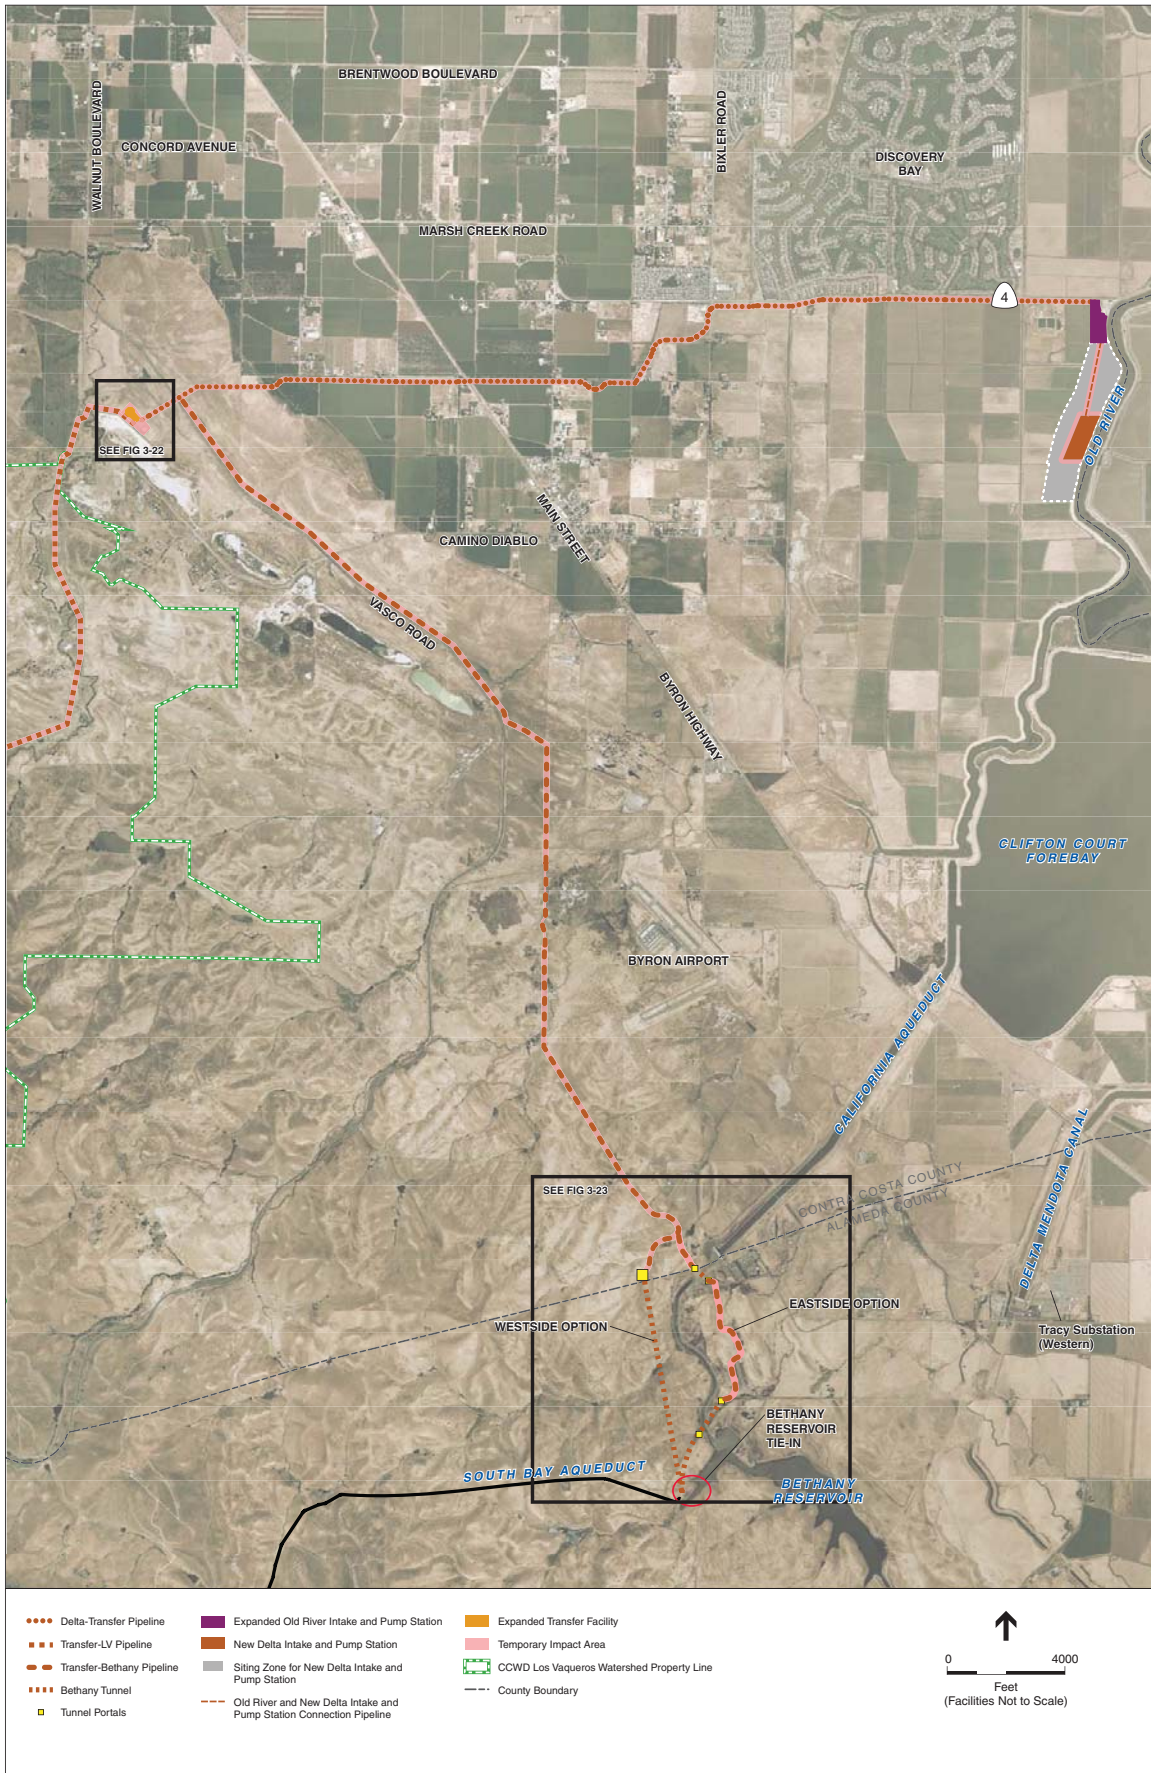 BRENTWOOD BOULEVARD
WALNUT BOULEVARD
BIXLER ROAD
CONCORD AVENUE
DISCOVERY
BAY
MARSH CREEK ROAD
4
OLD RIVER
SEE FIG 3-22
MAIN STREET
CAMINO DIABLO
VASCO ROAD
BYRON HIGHWAY
CLIFTON COURT
FOREBAY
BYRON AIRPORT
CALIFORNIA AQUEDUCT
DELTA MENDOTA CANAL
CONTRA COSTA COUNTY
ALAMEDA COUNTY
SEE FIG 3-23
EASTSIDE OPTION
WESTSIDE OPTION
Tracy Substation
(Western)
BETHANY
RESERVOIR
TIE-IN
SOUTH BAY AQUEDUCT
BETHANY
RESERVOIR
Delta-Transfer Pipeline
Transfer-LV Pipeline
Transfer-Bethany Pipeline
Bethany Tunnel
Tunnel Portals
Expanded Old River Intake and Pump Station
New Delta Intake and Pump Station
Siting Zone for New Delta Intake and
Pump Station
Old River and New Delta Intake and
Pump Station Connection Pipeline
Expanded Transfer Facility
Temporary Impact Area
CCWD Los Vaqueros Watershed Property Line
County Boundary
0 4000
Feet
(Facilities Not to Scale)